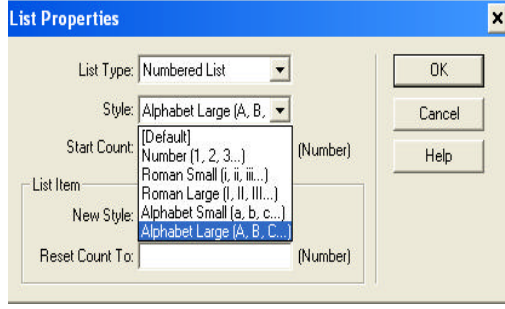 List Properties
List Type: Numbered List
OK
Style: Alphabet Large (A, B,
Cancel
Start Count: (Number)
Help
[Default]
Number (1, 2, 3...)
Roman Small (i, ii, iii...)
Roman Large (I, II, III...)
Alphabet Small (a, b, c...)
Alphabet Large (A, B, C...)
List Item
New Style:
Reset Count To: (Number)